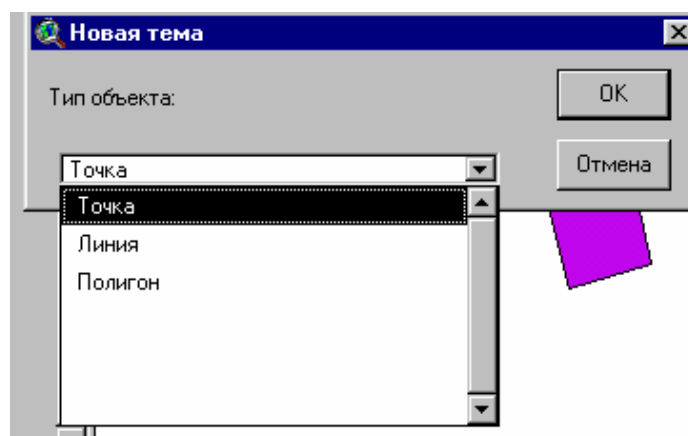 Новая тема
Тип объекта:
OK
Точка
Отмена
Точка
Линия
Полигон